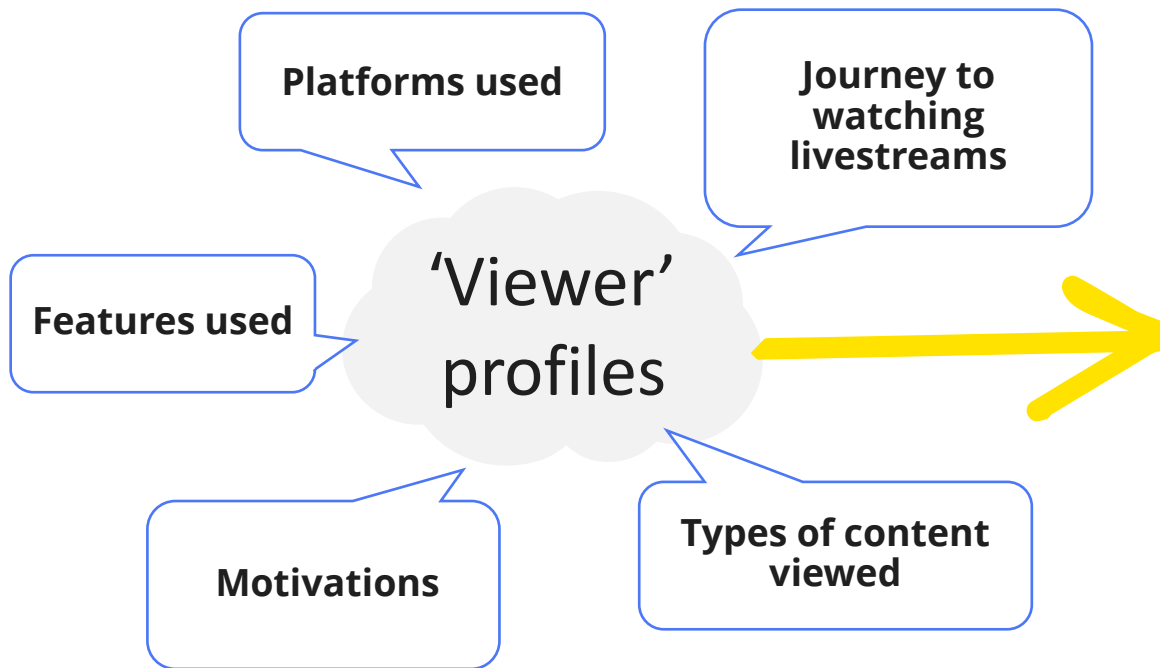 Platforms used
Journey to
watching
livestreams
‘Viewer’
profiles
Features used
Motivations
Types of content
viewed